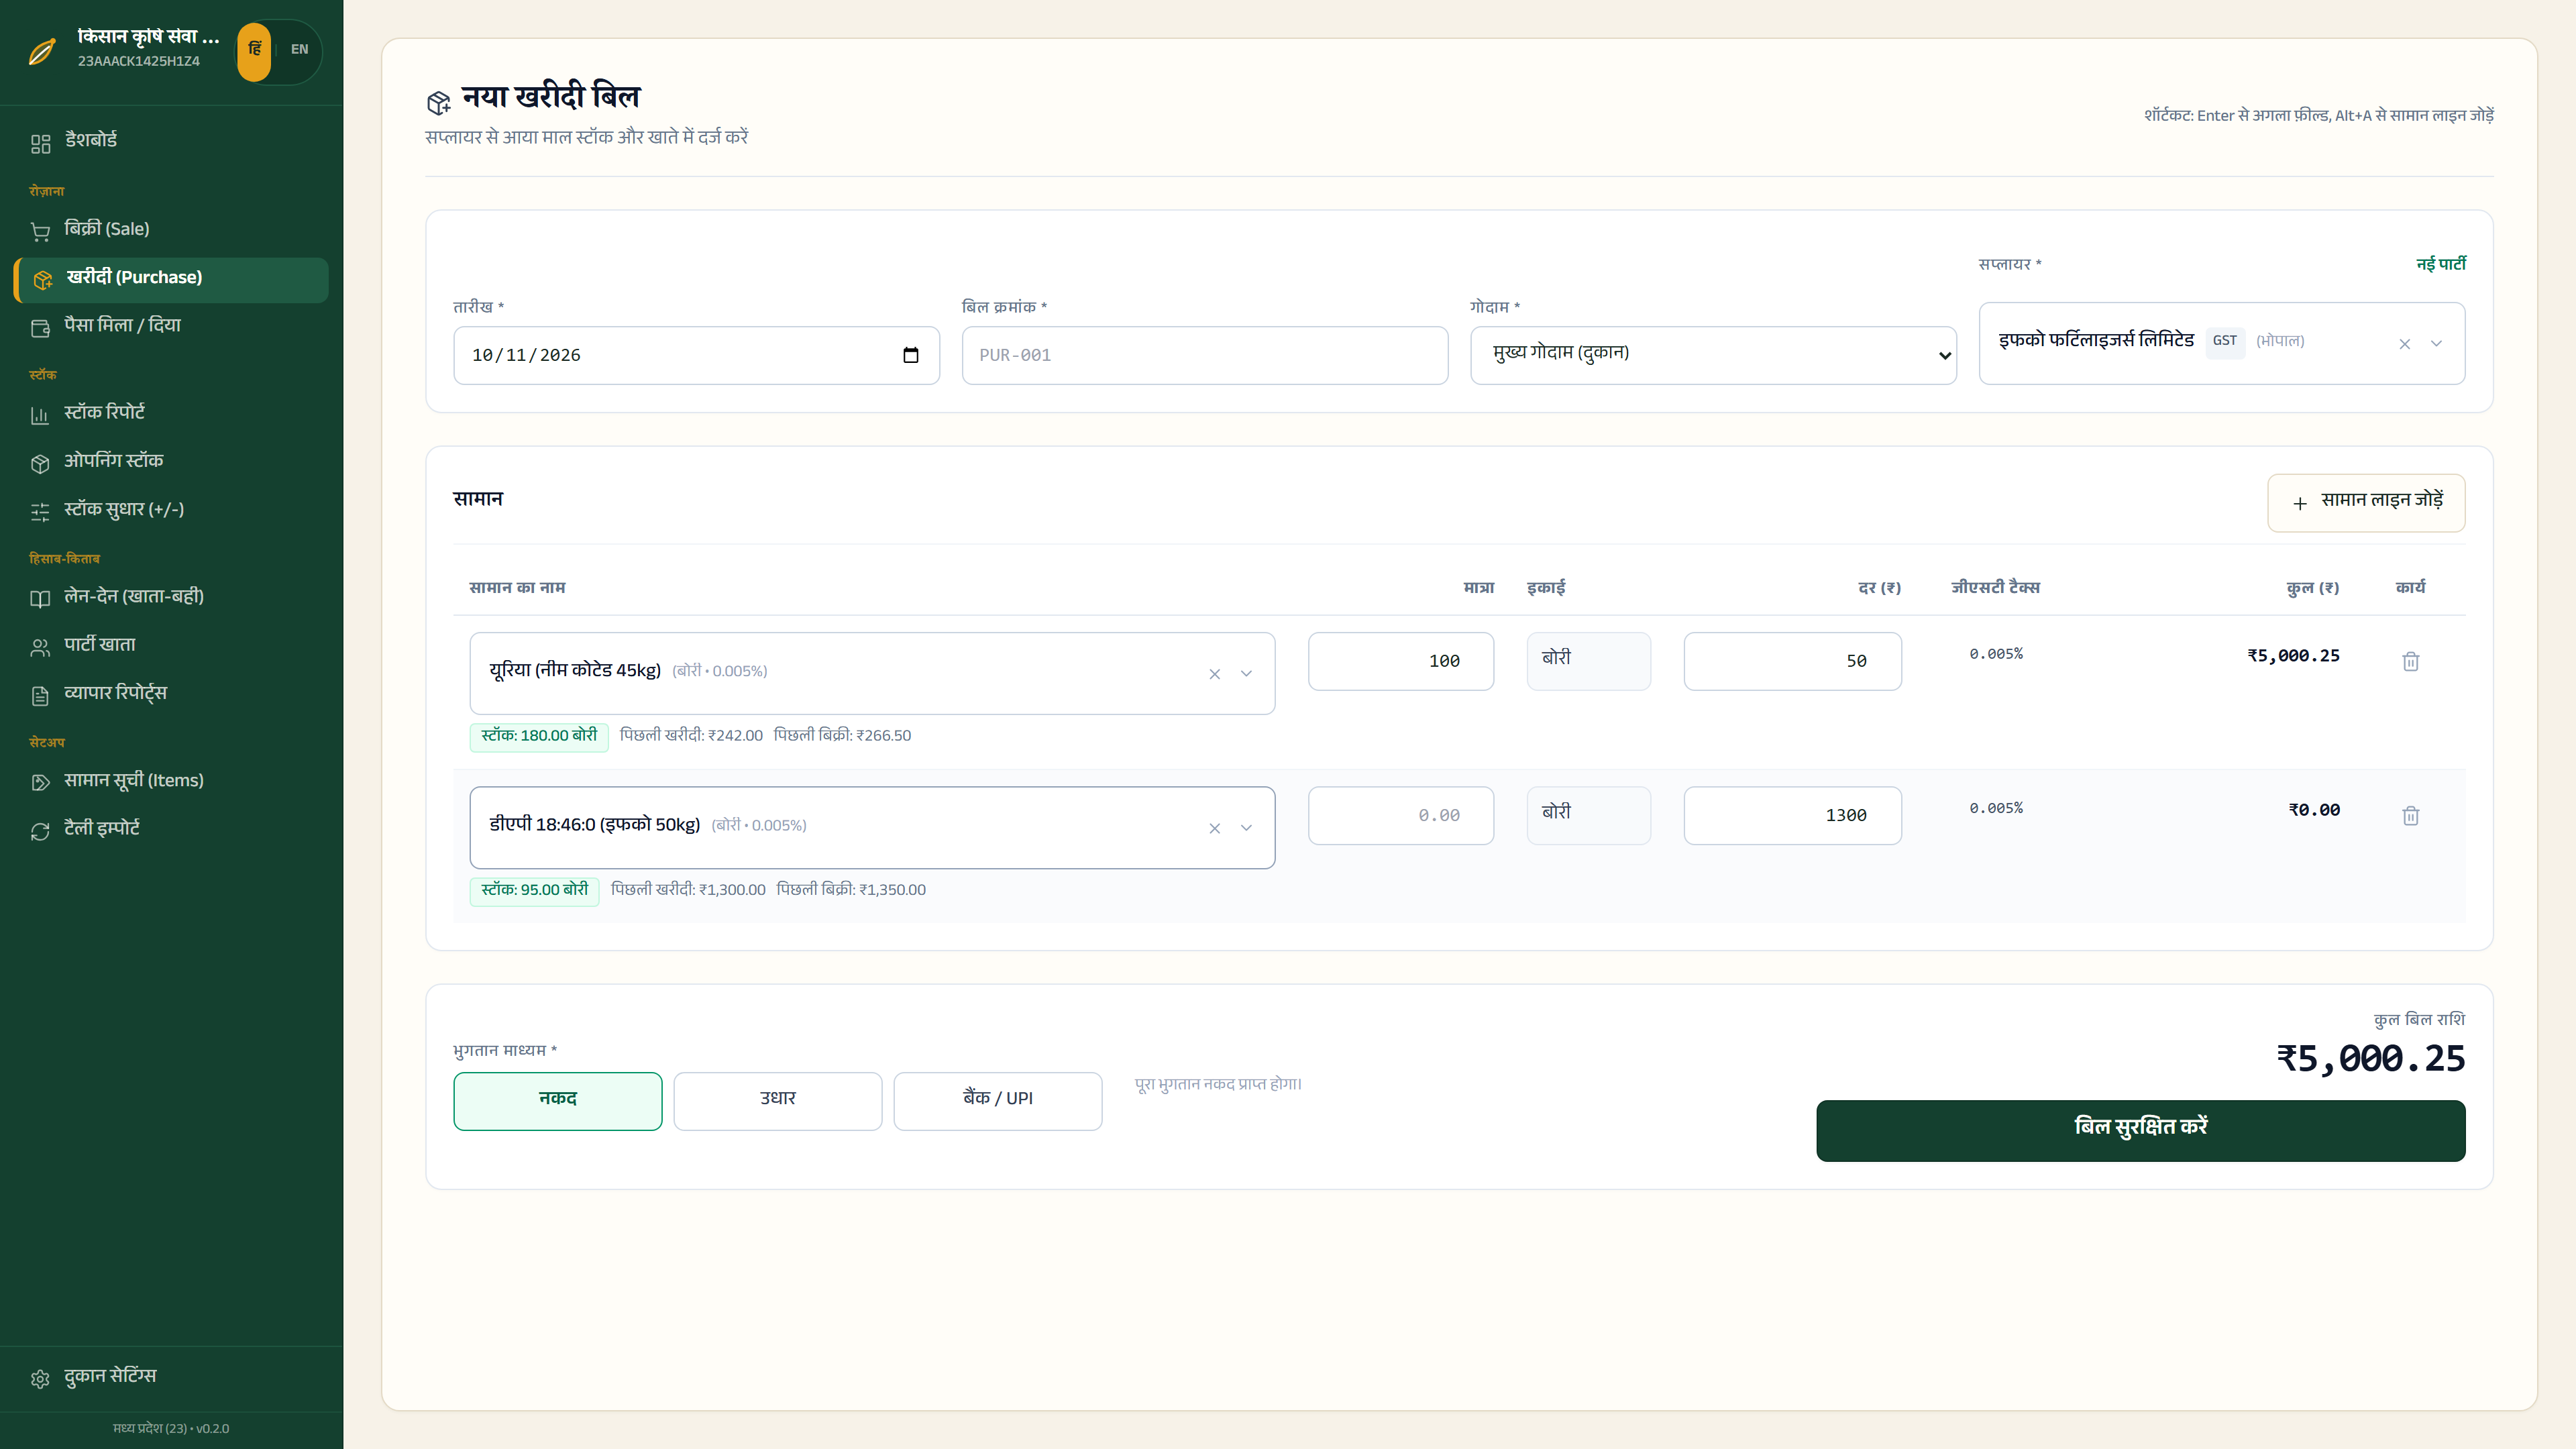 किसान कृषि सेवा ...
23AAACK1425H1Z4
हिं
EN
डैशबोर्ड
रोज़ाना
बिक्री (Sale)
खरीदी (Purchase)
पैसा मिला / दिया
स्टॉक
स्टॉक रिपोर्ट
ओपनिंग स्टॉक
स्टॉक सुधार (+/-)
हिसाब-किताब
लेन-देन (खाता-बही)
पार्टी खाता
व्यापार रिपोर्ट्स
सेटअप
सामान सूची (Items)
टैली इम्पोर्ट
दुकान सेटिंग्स
मध्य प्रदेश (23) • v0.2.0
नया खरीदी बिल
सप्लायर से आया माल स्टॉक और खाते में दर्ज करें
शॉर्टकट: Enter से अगला फ़ील्ड, Alt+A से सामान लाइन जोड़ें
तारीख *
10/11/2026
बिल क्रमांक *
PUR-001
गोदाम *
मुख्य गोदाम (दुकान)
सप्लायर *
नई पार्टी
इफको फर्टिलाइजर्स लिमिटेड GST (भोपाल)
सामान
सामान लाइन जोड़ें
सामान का नाम मात्रा इकाई दर (₹) जीएसटी टैक्स कुल (₹) कार्य
यूरिया (नीम कोटेड 45kg) (बोरी • 0.005%) 100 बोरी 50 0.005% ₹5,000.25
स्टॉक: 180.00 बोरी पिछली खरीदी: ₹242.00 पिछली बिक्री: ₹266.50
डीएपी 18:46:0 (इफको 50kg) (बोरी • 0.005%) 0.00 बोरी 1300 0.005% ₹0.00
स्टॉक: 95.00 बोरी पिछली खरीदी: ₹1,300.00 पिछली बिक्री: ₹1,350.00
भुगतान माध्यम *
नकद
उधार
बैंक / UPI
पूरा भुगतान नकद प्राप्त होगा।
कुल बिल राशि
₹5,000.25
बिल सुरक्षित करें